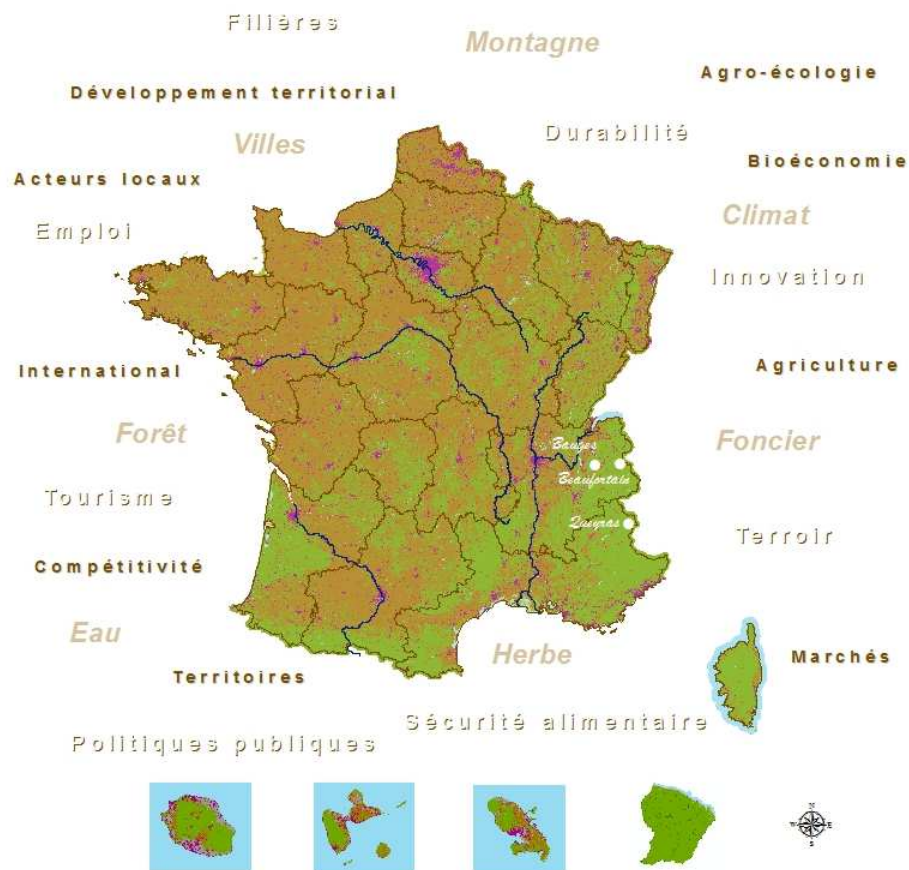 Filières
Montagne
Agro-écologie
Développement territorial
Durabilité
Villes
Bioéconomie
Acteurs locaux
Climat
Emploi
Innovation
International
Agriculture
Forêt
Foncier
Bauges
Beaufortain
Tourisme
Queyras
Terroir
Compétitivité
Eau
Herbe
Marchés
Territoires
Sécurité alimentaire
Politiques publiques
N
W E
S